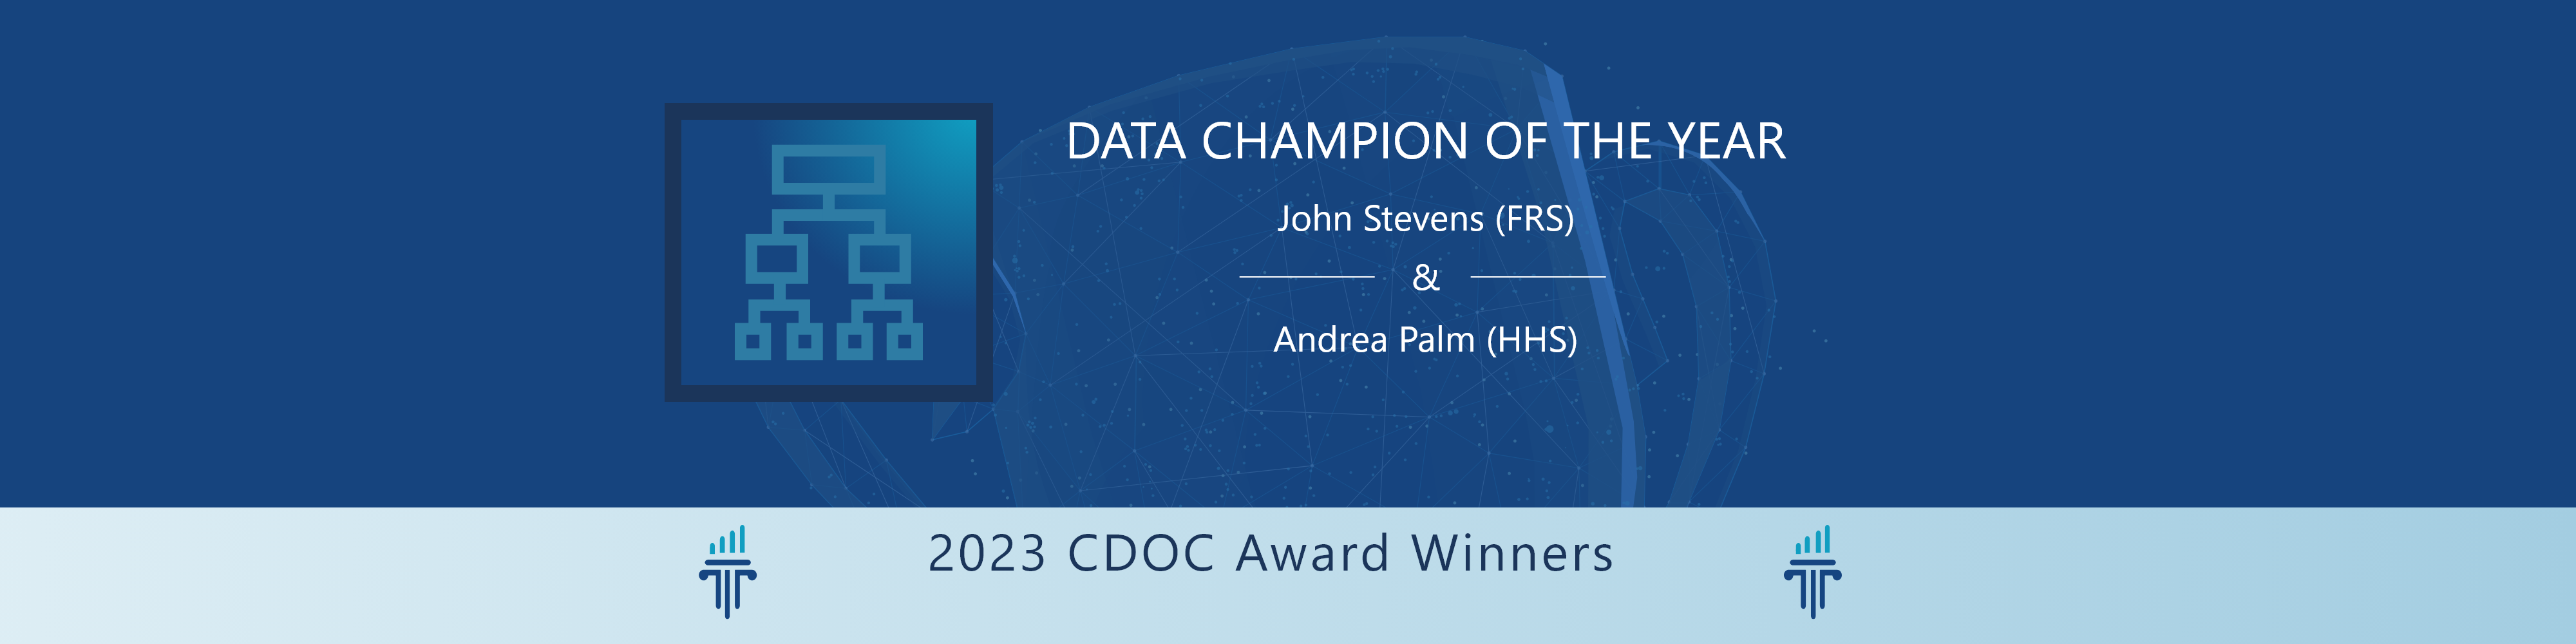 DATA CHAMPION OF THE YEAR
John Stevens (FRS)
&
Andrea Palm (HHS)
2023 CDOC Award Winners